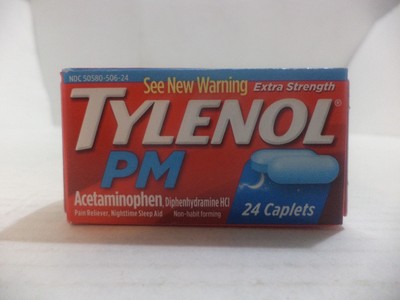 NDC 50580-506-24
See New Warning Extra Strength
TYLENOL®
PM
Acetaminophen, Diphenhydramine HCl
Pain Reliever, Nighttime Sleep Aid Non-habit forming
24 Caplets